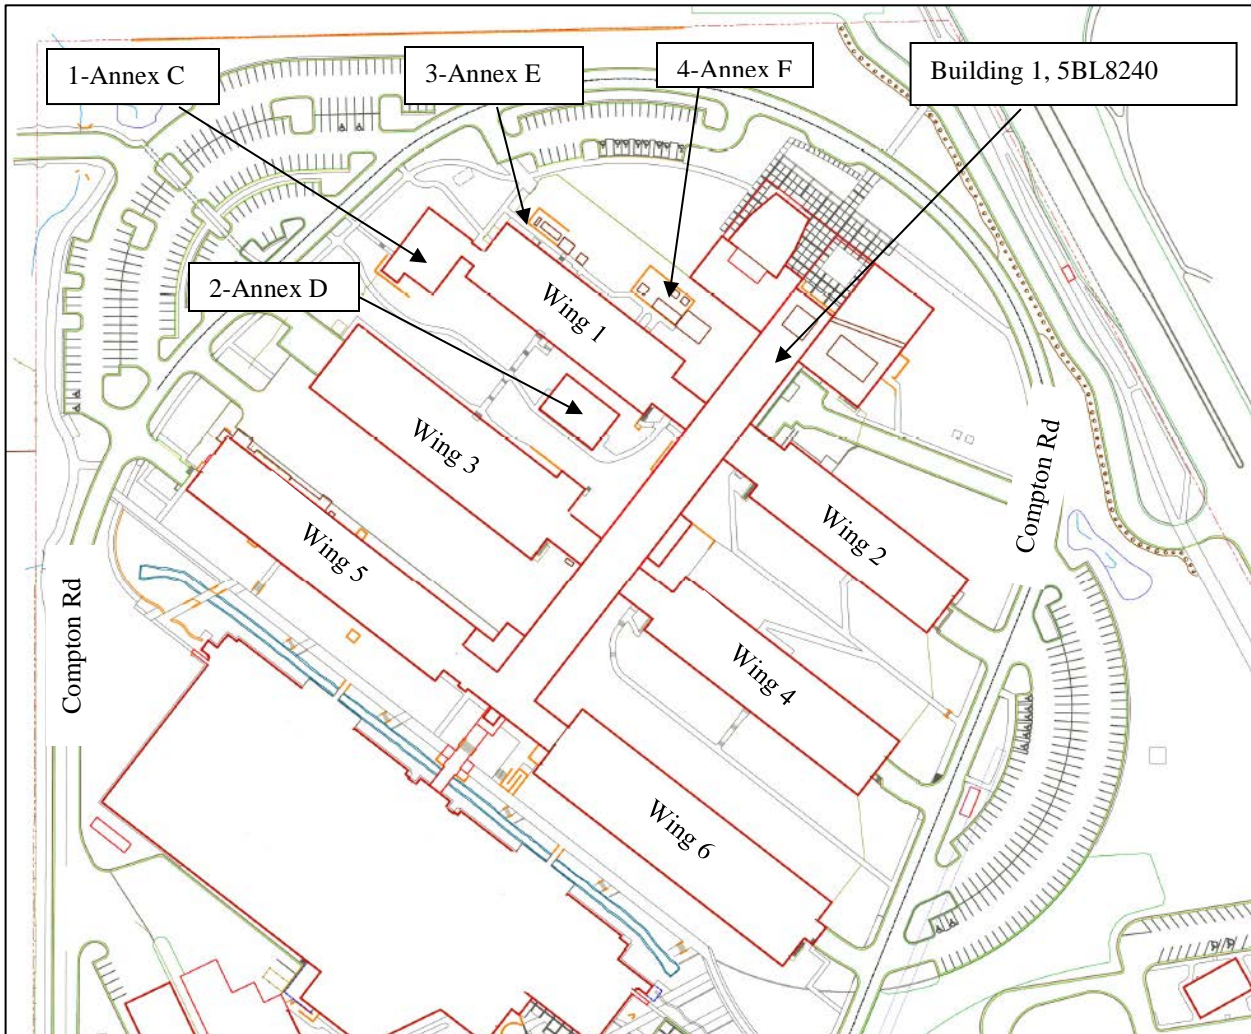 1-Annex C
3-Annex E
4-Annex F
Building 1, 5BL8240
2-Annex D
Wing 1
Wing 3
Wing 5
Wing 2
Wing 4
Wing 6
Compton Rd
Compton Rd